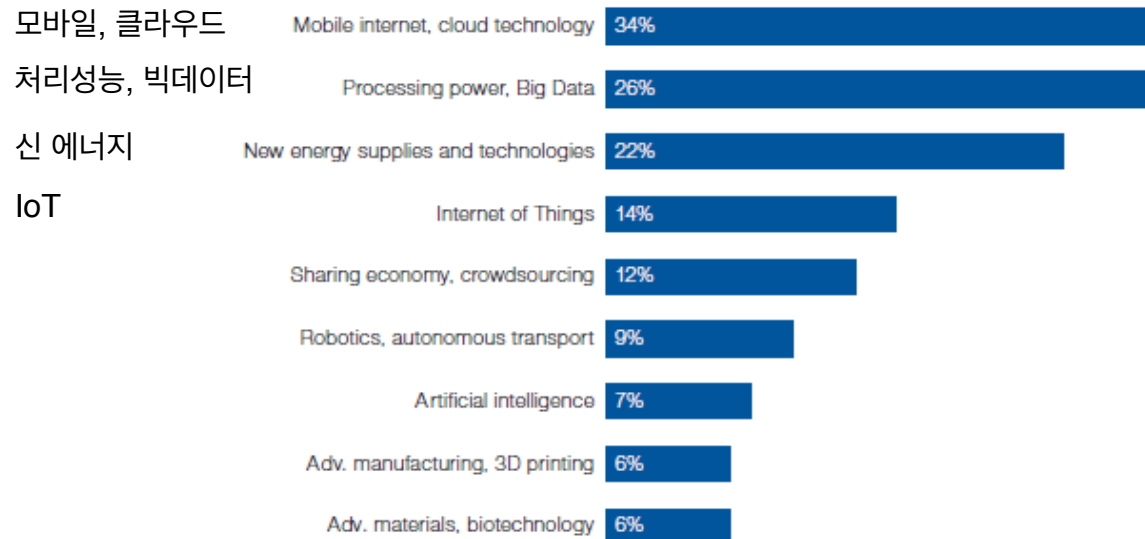 모바일, 클라우드 Mobile internet, cloud technology 34%
처리성능, 빅데이터 Processing power, Big Data 26%
신 에너지 New energy supplies and technologies 22%
IoT Internet of Things 14%
Sharing economy, crowdsourcing 12%
Robotics, autonomous transport 9%
Artificial intelligence 7%
Adv. manufacturing, 3D printing 6%
Adv. materials, biotechnology 6%